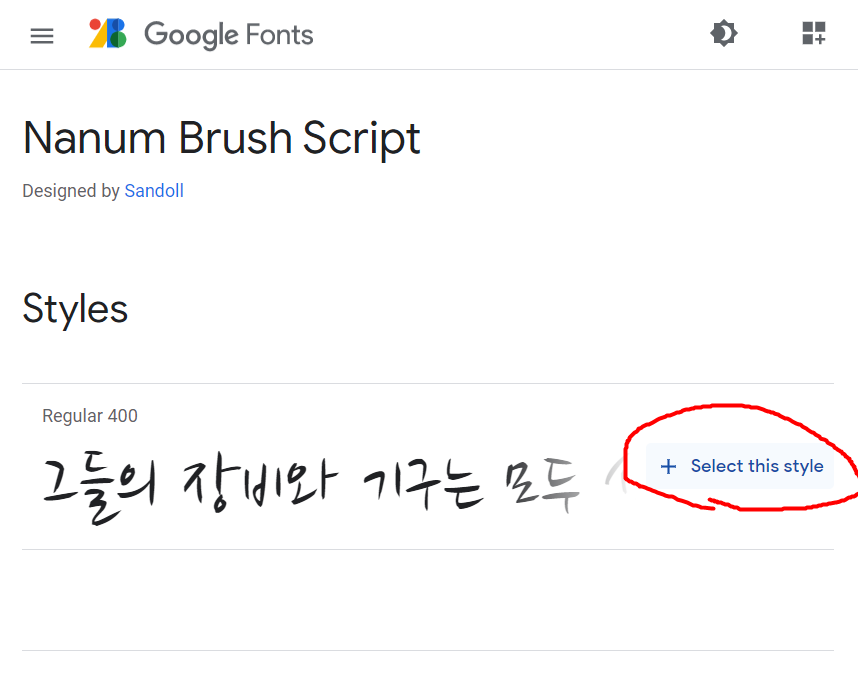 Google Fonts
Nanum Brush Script
Designed by Sandoll
Styles
Regular 400
그들의 장비와 기구는 모두
+ Select this style